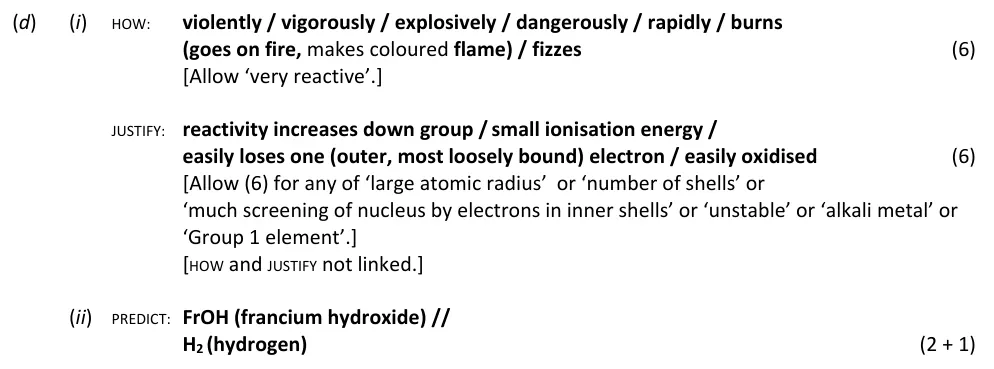 (d) (i) HOW: violently / vigorously / explosively / dangerously / rapidly / burns
(goes on fire, makes coloured flame) / fizzes (6)
[Allow ‘very reactive’.]
JUSTIFY: reactivity increases down group / small ionisation energy /
easily loses one (outer, most loosely bound) electron / easily oxidised (6)
[Allow (6) for any of ‘large atomic radius’ or ‘number of shells’ or
‘much screening of nucleus by electrons in inner shells’ or ‘unstable’ or ‘alkali metal’ or
‘Group 1 element’.]
[HOW and JUSTIFY not linked.]
(ii) PREDICT: FrOH (francium hydroxide) //
H₂ (hydrogen) (2 + 1)